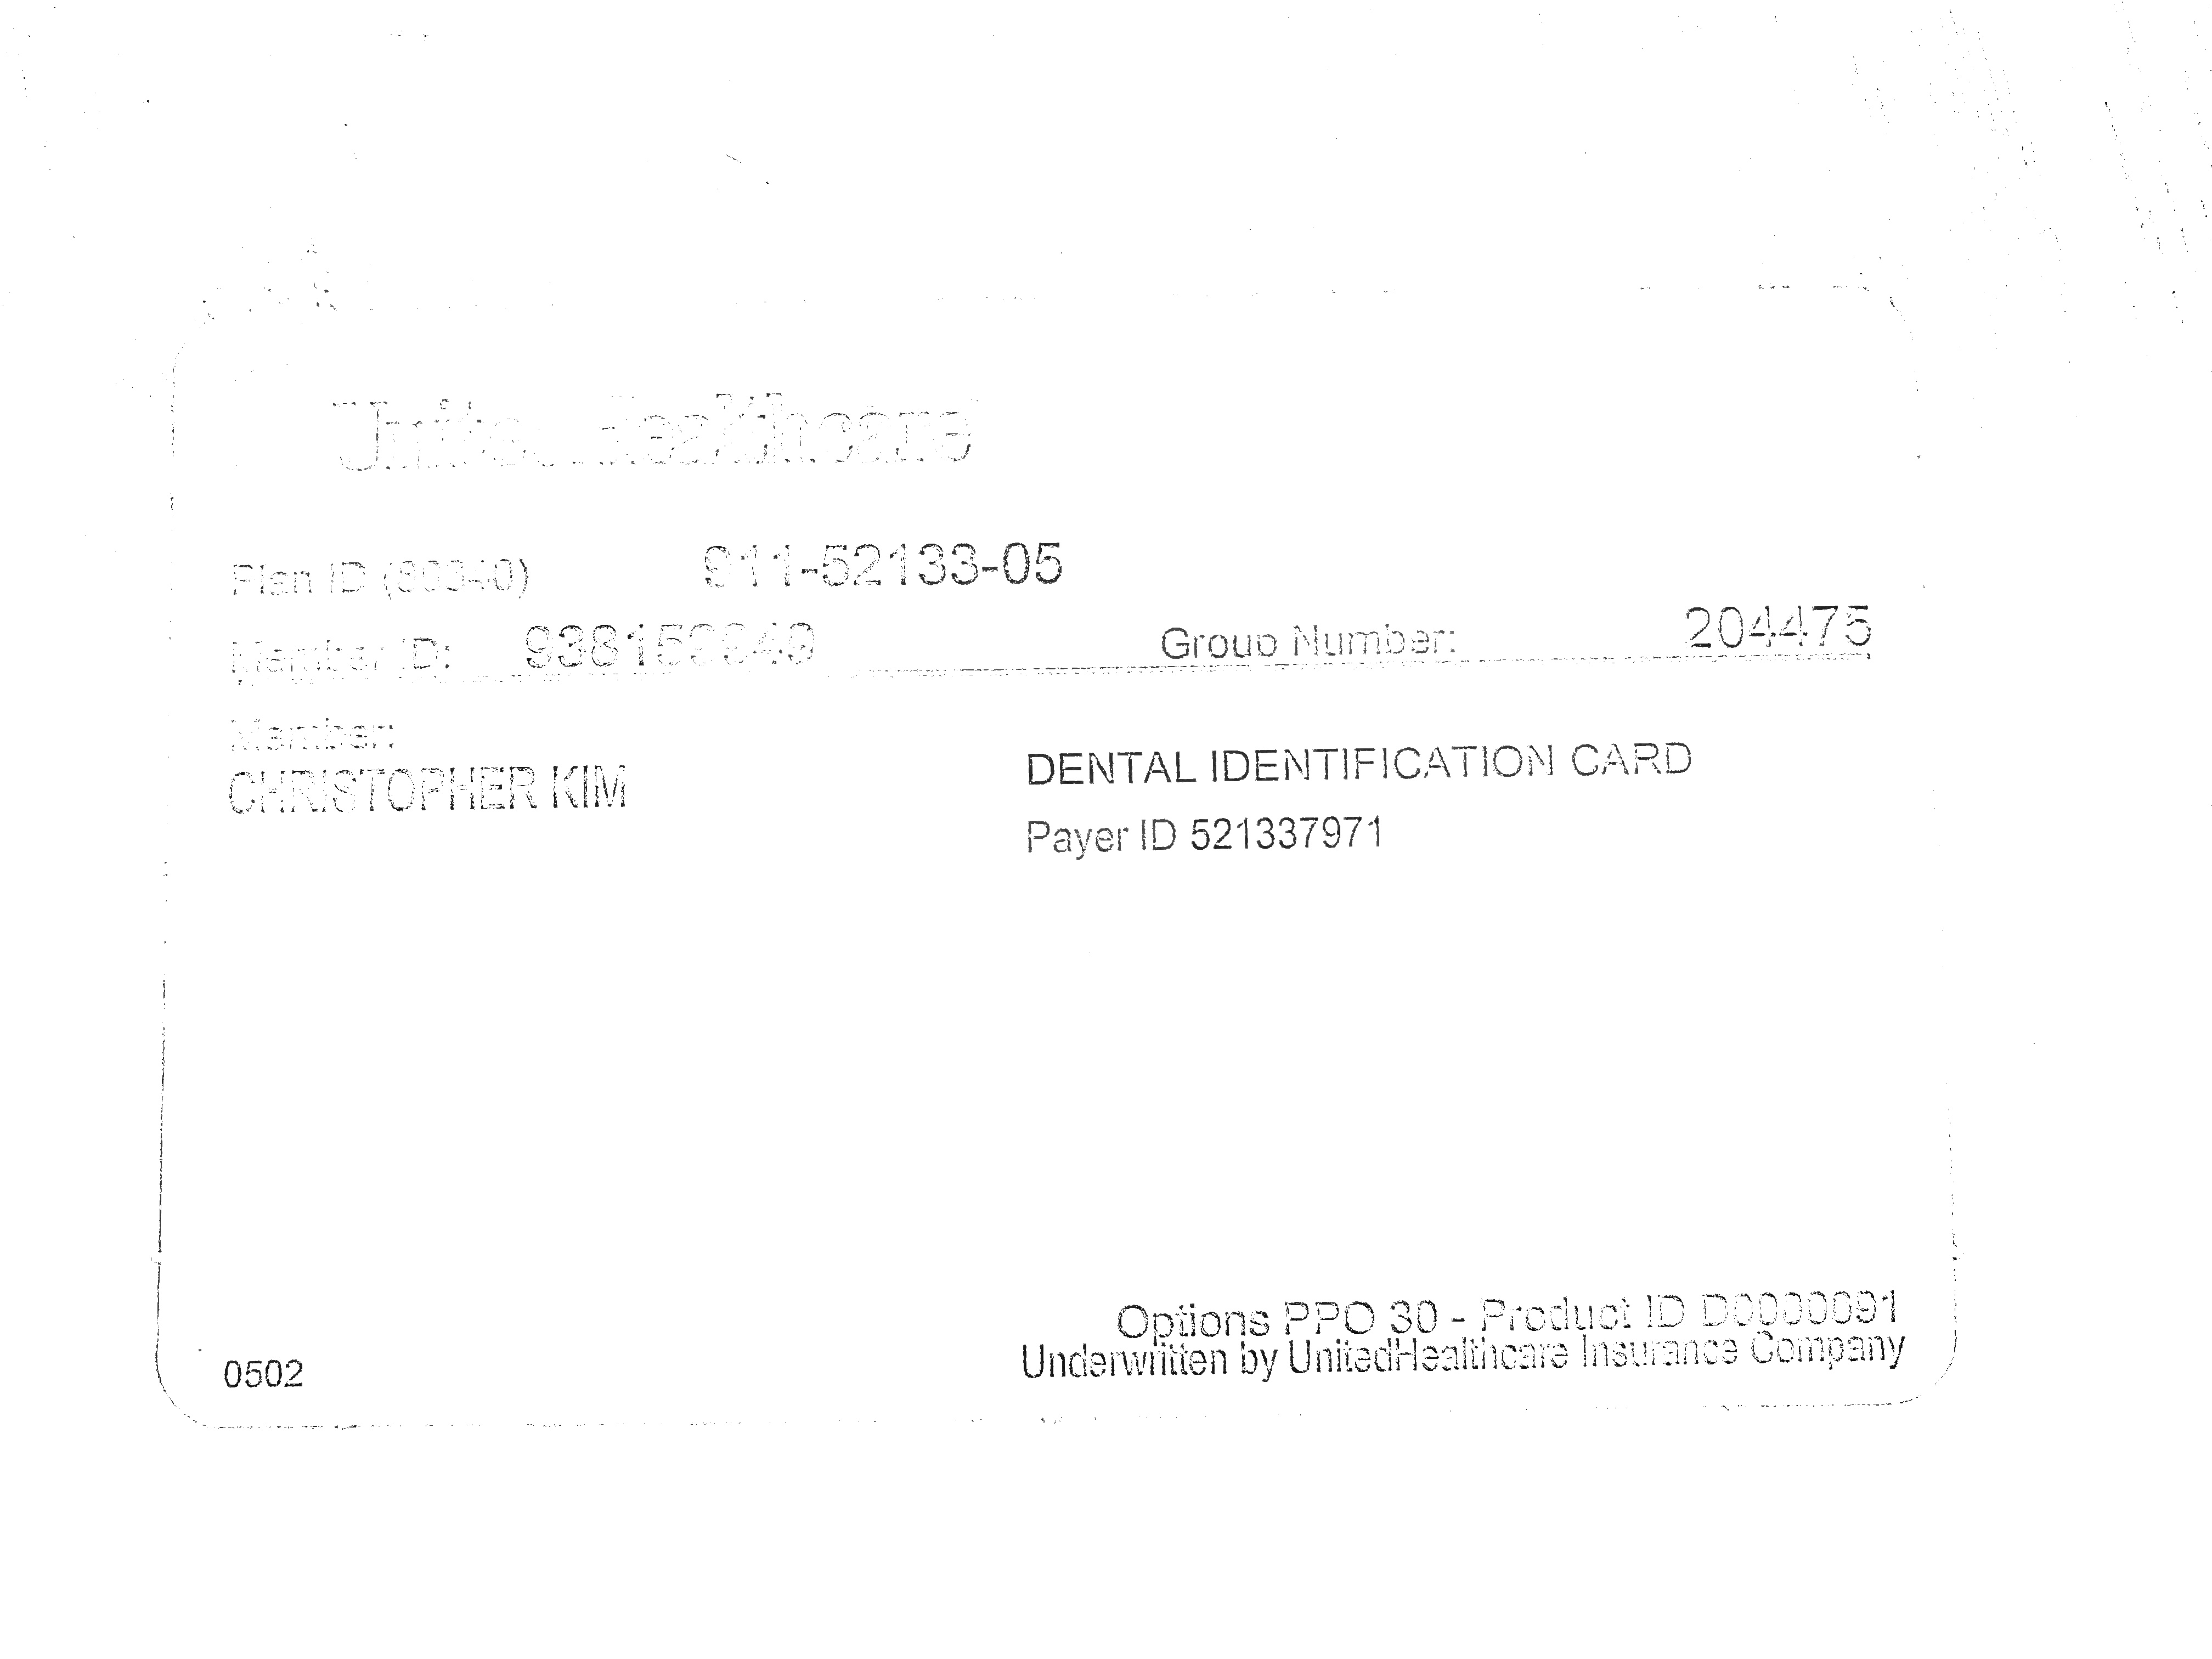 UnitedHealthcare
Plan ID (80840) 911-52133-05
Member ID: Group Number: 204475
Member:
CHRISTOPHER KIM
DENTAL IDENTIFICATION CARD
Payer ID 521337971
Options PPO 30 - Product ID D0000091
Underwritten by UnitedHealthcare Insurance Company
0502